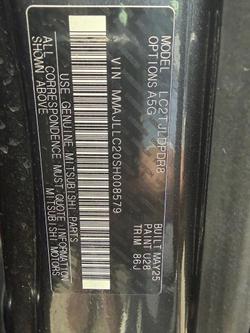 MODEL LC2TJLDPDR8
OPTIONS A5G
VIN MMAJLLC20SH008579
BUILT MAY25
PAINT U28
TRIM 86J
USE GENUINE MITSUBISHI PARTS
ALL CORRESPONDENCE MUST QUOTE INFORMATION
SHOWN ABOVE MITSUBISHI MOTORS